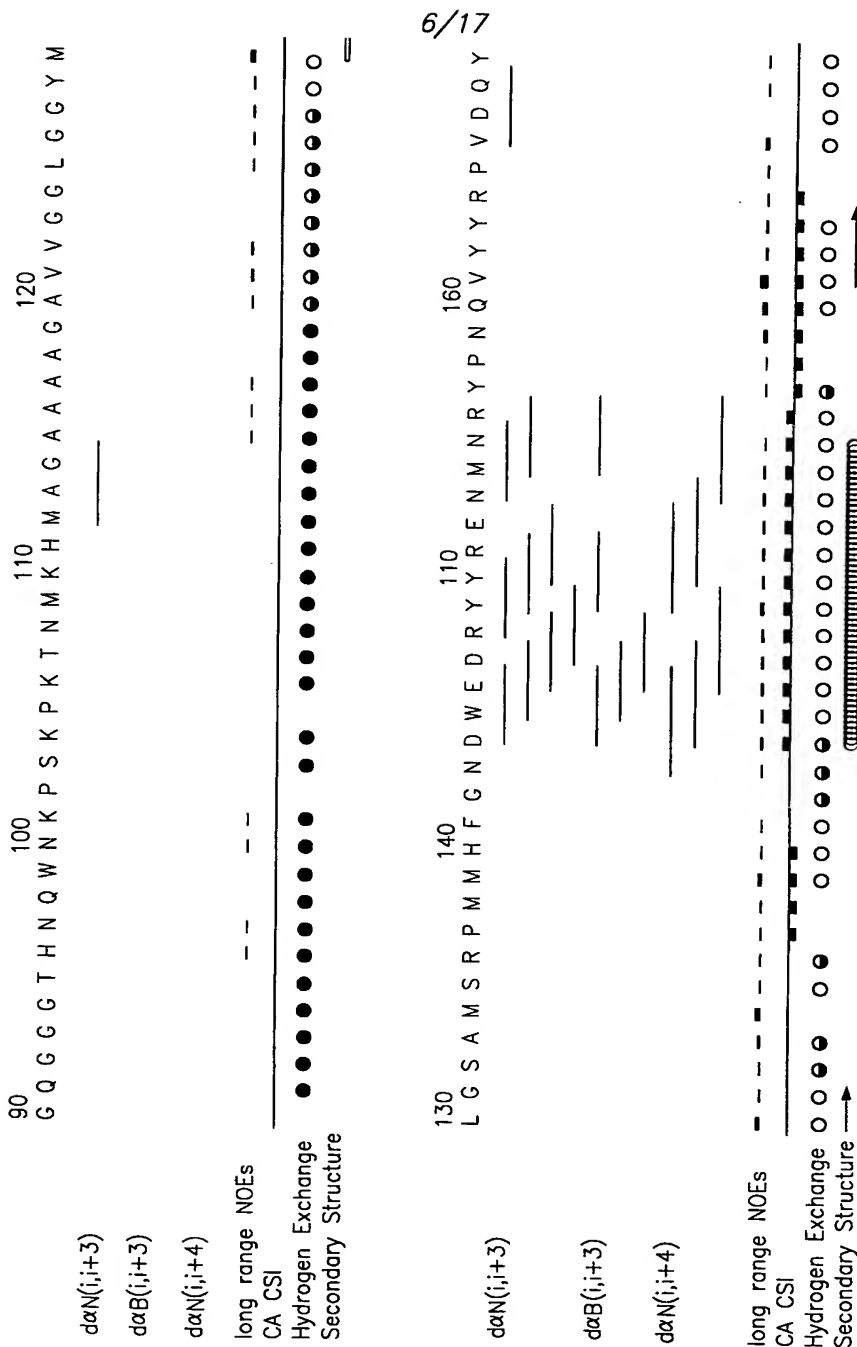 6/17
90 100 110 120
G Q G G G T H N Q W N K P S K P K T N M K H M A G A A A A G A V V G G L G G Y M
dαN(i,i+3)
dαB(i,i+3)
dαN(i,i+4)
long range NOEs
CA CSI
Hydrogen Exchange
Secondary Structure
130 140 110 160
L G S A M S R P M M H F G N D W E D R Y Y R E N M N R Y P N Q V Y Y R P V D Q Y
dαN(i,i+3)
dαB(i,i+3)
dαN(i,i+4)
long range NOEs
CA CSI
Hydrogen Exchange
Secondary Structure